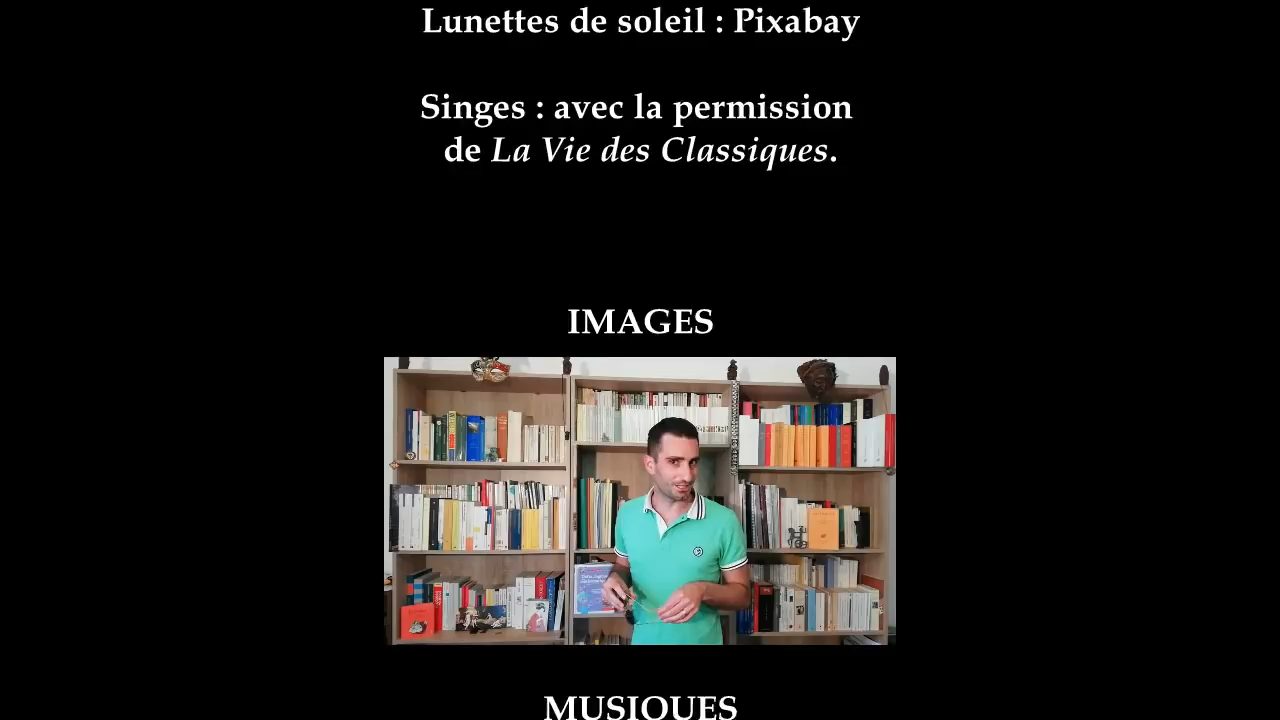 Lunettes de soleil : Pixabay
Singes : avec la permission
de La Vie des Classiques.
IMAGES
MUSIQUES